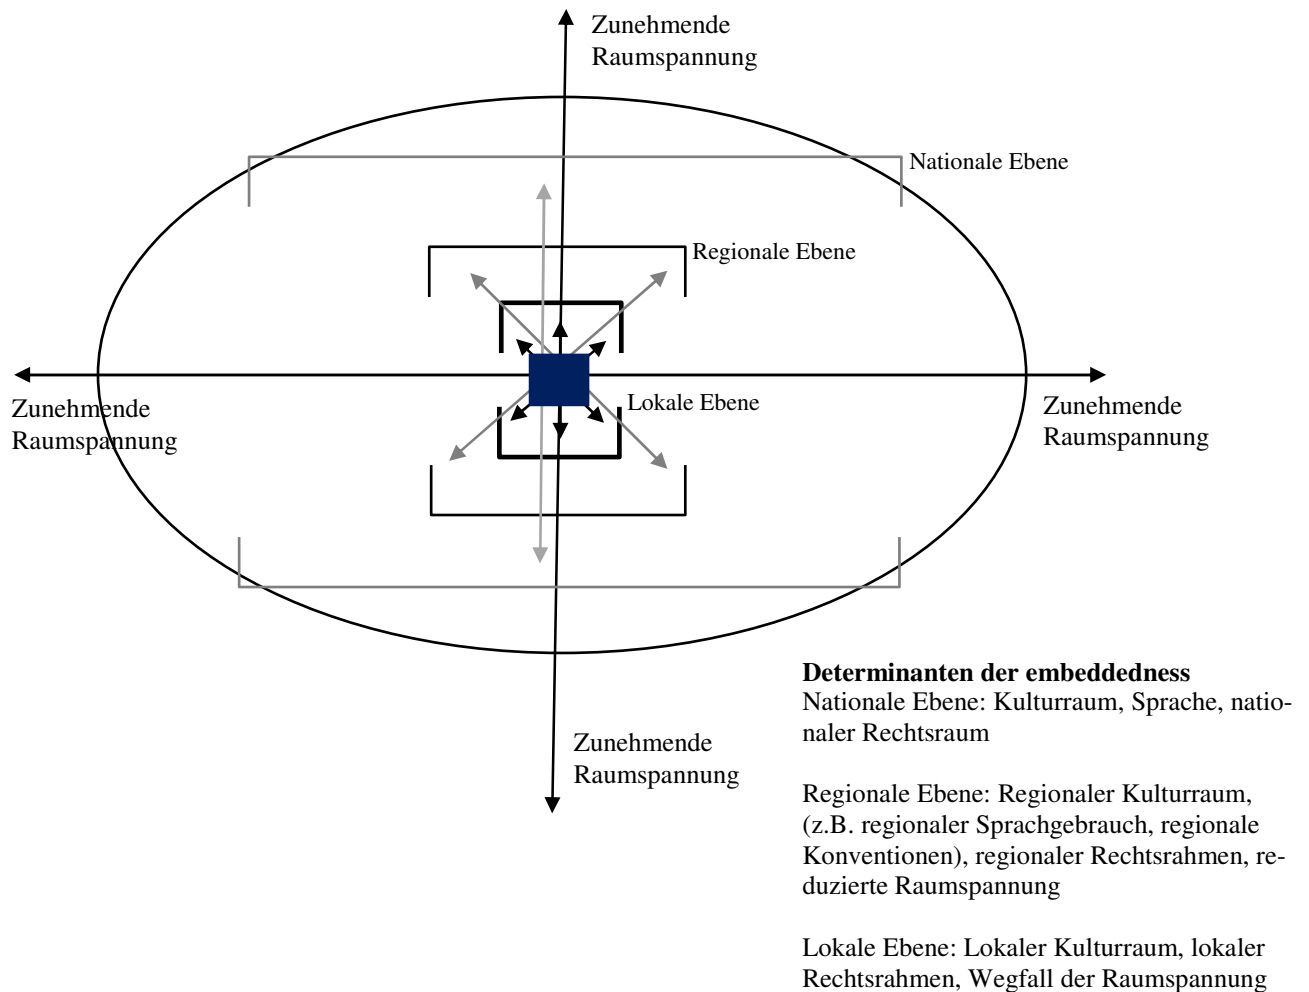 Zunehmende
Raumspannung
Nationale Ebene
Regionale Ebene
Lokale Ebene
Zunehmende
Raumspannung
Zunehmende
Raumspannung
Zunehmende
Raumspannung
Determinanten der embeddedness
Nationale Ebene: Kulturraum, Sprache, natio-
naler Rechtsraum
Regionale Ebene: Regionaler Kulturraum,
(z.B. regionaler Sprachgebrauch, regionale
Konventionen), regionaler Rechtsrahmen, re-
duzierte Raumspannung
Lokale Ebene: Lokaler Kulturraum, lokaler
Rechtsrahmen, Wegfall der Raumspannung